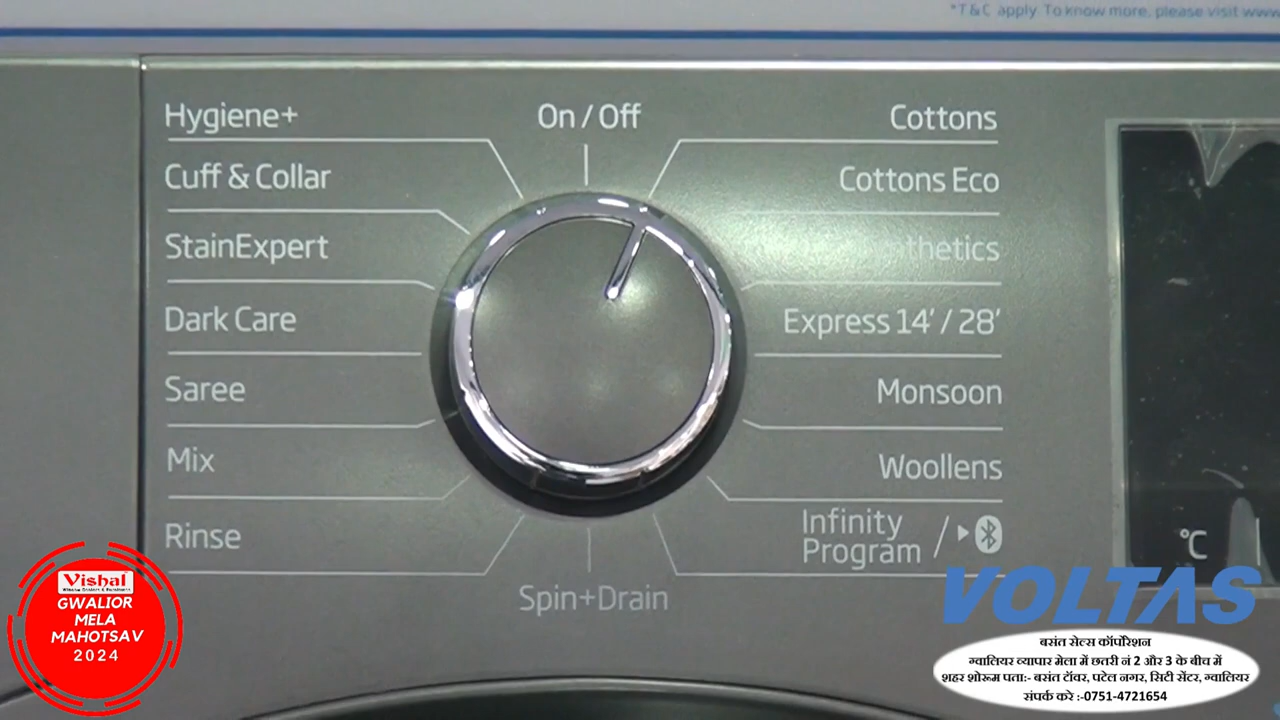 *T&C apply. To know more, please visit www
Hygiene+
Cuff & Collar
StainExpert
Dark Care
Saree
Mix
Rinse
On / Off
Spin+Drain
Cottons
Cottons Eco
thetics
Express 14′ / 28′
Monsoon
Woollens
Infinity
Program /
°C
Vishal
GWALIOR
MELA
MAHOTSAV
2024
VOLTAS
बसंत सेल्स कॉर्पोरेशन
ग्वालियर व्यापार मेला में छतरी नं 2 और 3 के बीच में
शहर शोरूम पताः- बसंत टॉवर, पटेल नगर, सिटी सेंटर, ग्वालियर
संपर्क करे :-0751-4721654